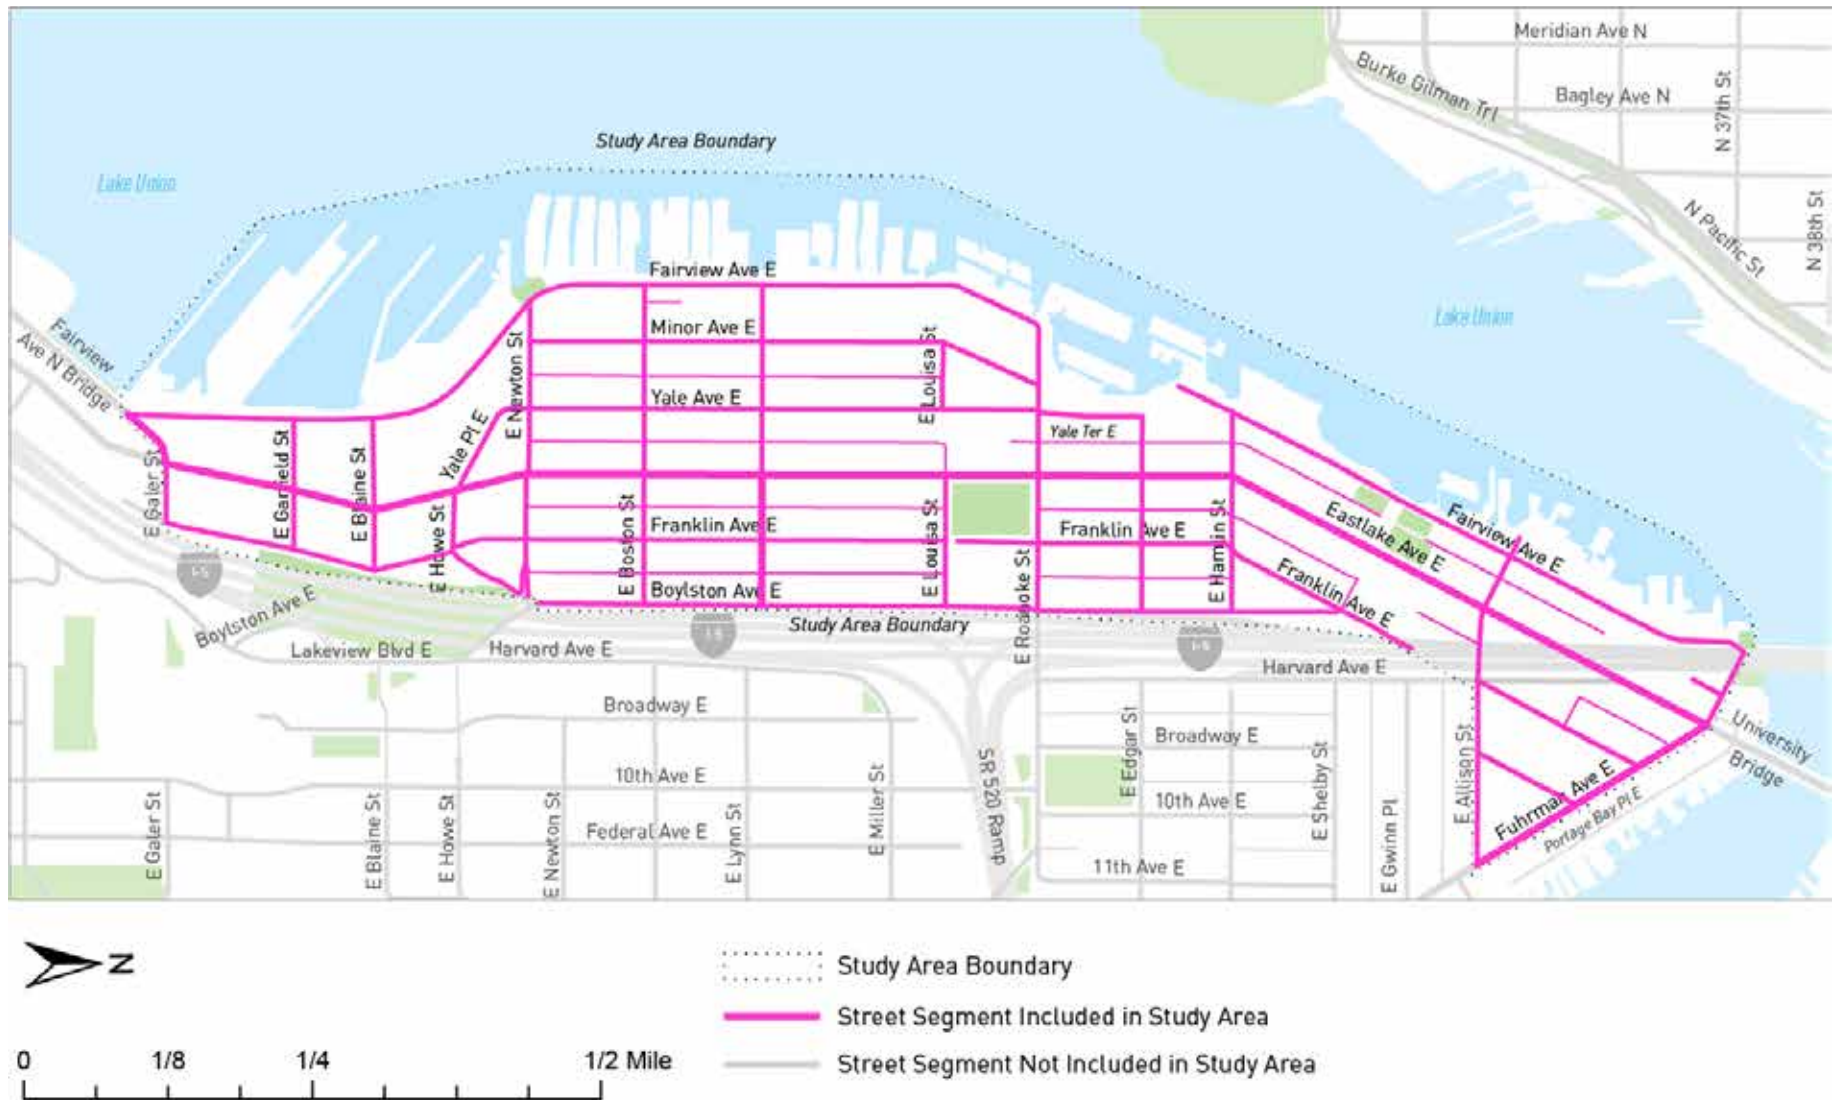 Meridian Ave N
Burke Gilman Trl
Bagley Ave N
N 37th St
Study Area Boundary
Lake Union
N Pacific St
N 38th St
Fairview Ave E
Lake Union
Fairview
Ave N Bridge
Minor Ave E
E Newton St
E Louisa St
Yale Ave E
Yale Pl E
Yale Ter E
E Galer St
E Garfield St
E Blaine St
E Howe St
E Boston St
Franklin Ave E
E Louisa St
Franklin Ave E
E Hamlin St
Eastlake Ave E
Fairview Ave E
I-5
Boylston Ave E
Boylston Ave E
E Roanoke St
Franklin Ave E
Study Area Boundary
I-5
I-5
Lakeview Blvd E
Harvard Ave E
Harvard Ave E
Broadway E
E Edgar St
Broadway E
E Shelby St
E Allison St
University
Bridge
10th Ave E
E Miller St
SR 520 Ramp
10th Ave E
Fuhrman Ave E
Portage Bay Pl E
E Galer St
E Blaine St
E Howe St
E Newton St
Federal Ave E
E Lynn St
11th Ave E
E Gwinn Pl
N
Study Area Boundary
Street Segment Included in Study Area
Street Segment Not Included in Study Area
0 1/8 1/4 1/2 Mile